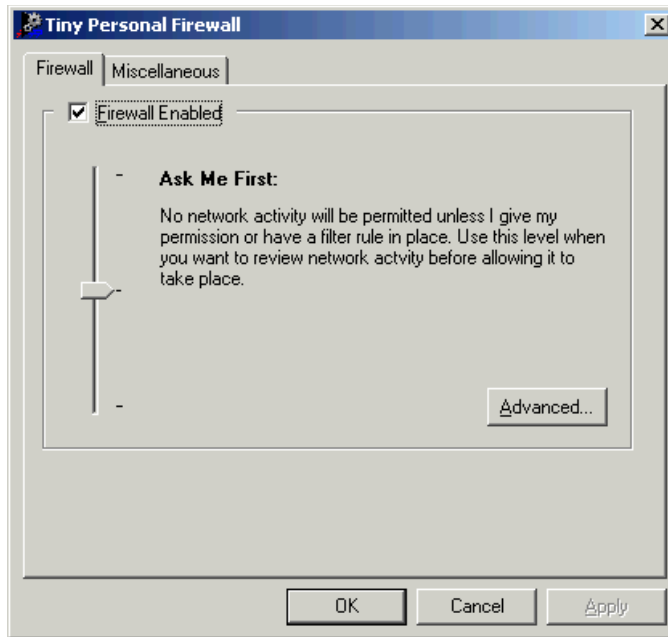 Tiny Personal Firewall
Firewall Miscellaneous
Firewall Enabled
Ask Me First:
No network activity will be permitted unless I give my
permission or have a filter rule in place. Use this level when
you want to review network actvity before allowing it to
take place.
Advanced...
OK Cancel Apply